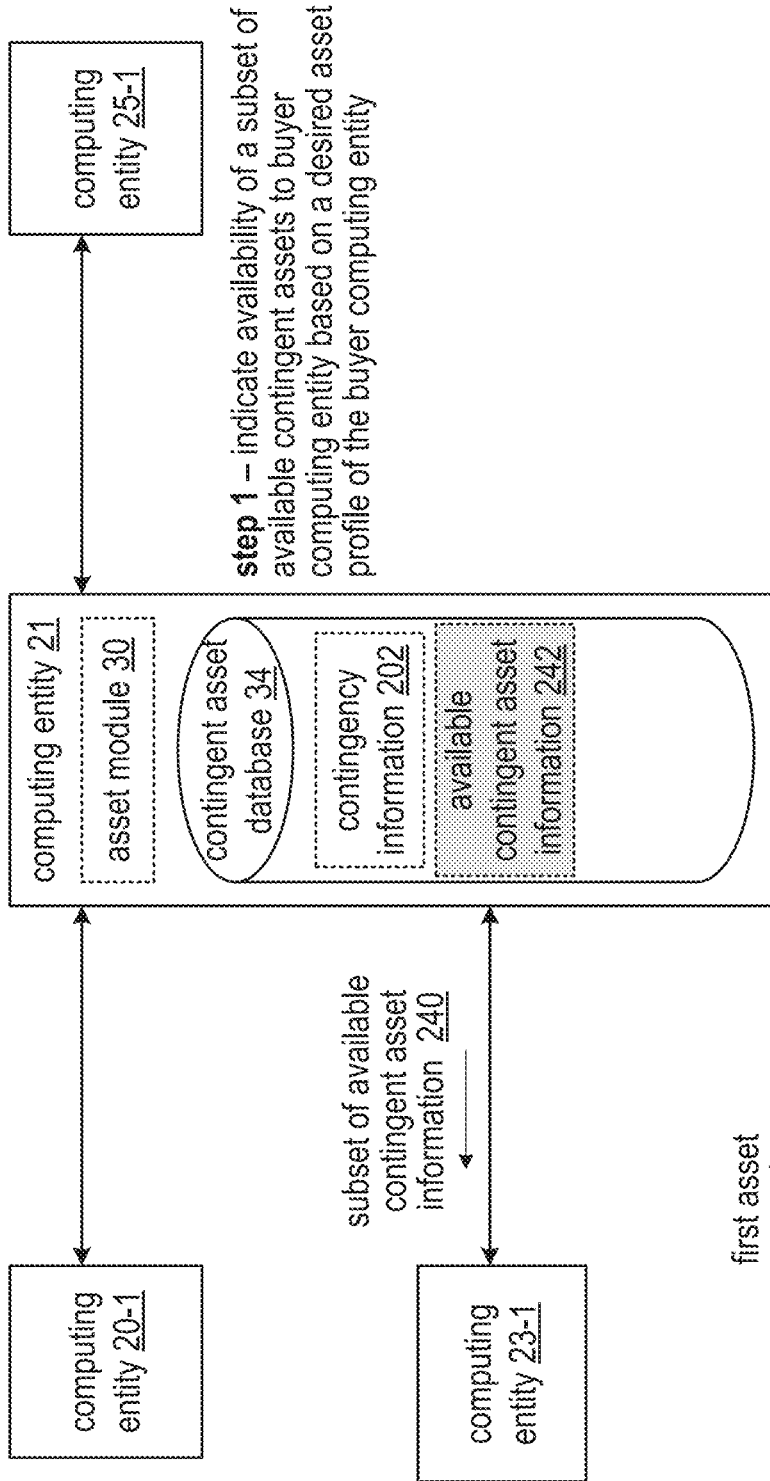 computing
entity 20-1
computing entity 21
asset module 30
computing
entity 25-1
contingent asset
database 34
contingency
information 202
available
contingent asset
information 242
step 1 – indicate availability of a subset of
available contingent assets to buyer
computing entity based on a desired asset
profile of the buyer computing entity
subset of available
contingent asset
information 240
computing
entity 23-1
first asset